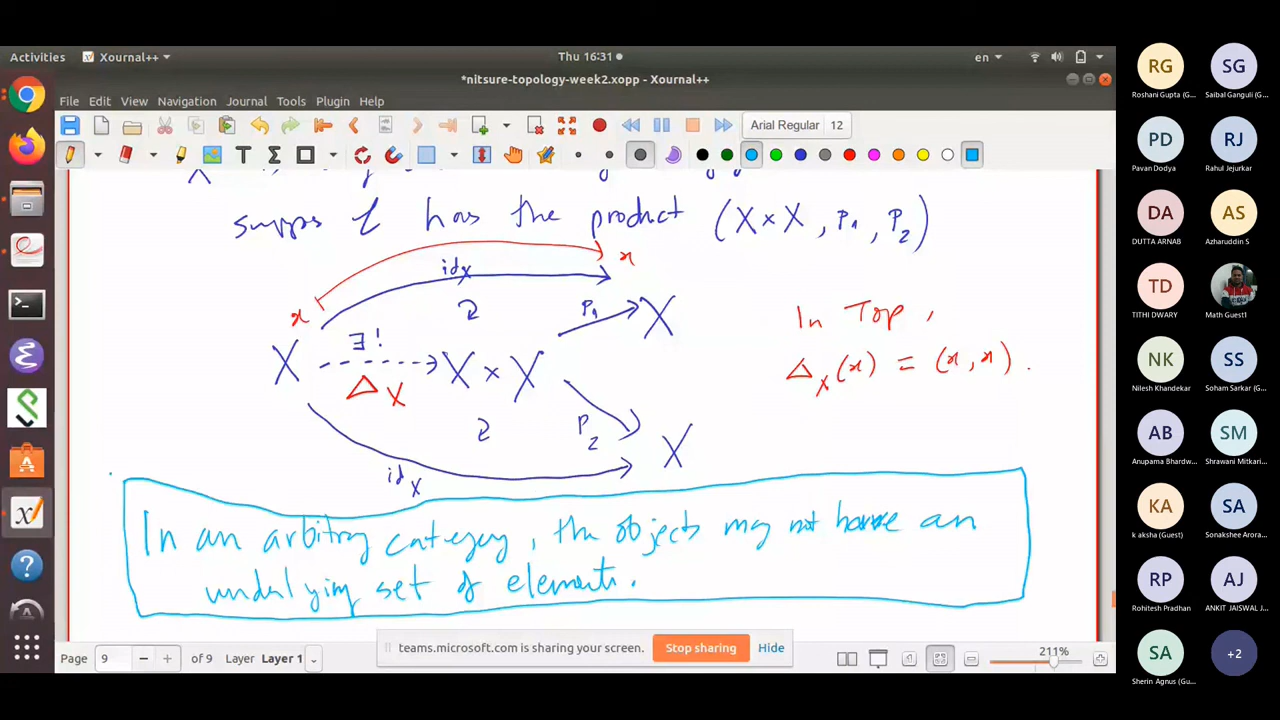 Activities
Xournal++
Thu 16:31
en
*nitsure-topology-week2.xopp - Xournal++
File Edit View Navigation Journal Tools Plugin Help
Arial Regular 12
X
suppose C has the product (X × X, P1, P2)
idX
x
x
P1
X
∃!
X
X × X
ΔX
P2
X
idX
In Top,
ΔX(x) = (x, x).
In an arbitrary category, the objects may not have an
underlying set of elements.
teams.microsoft.com is sharing your screen.
Stop sharing
Hide
Page 9 of 9 Layer Layer 1
211%
RG
Roshani Gupta (G...
SG
Saibal Ganguli (G...
PD
Pavan Dodya
RJ
Rahul Jejurkar
DA
DUTTA ARNAB
AS
Azharuddin S
TD
TITHI DWARY
Math Guest1
NK
Nilesh Khandekar
SS
Soham Sarkar (G...
AB
Anupama Bhardw...
SM
Shrawani Mitkari...
KA
k aksha (Guest)
SA
Sonakshee Arora...
RP
Rohitesh Pradhan
AJ
ANKIT JAISWAL J...
SA
Sherin Agnus (Gu...
+2